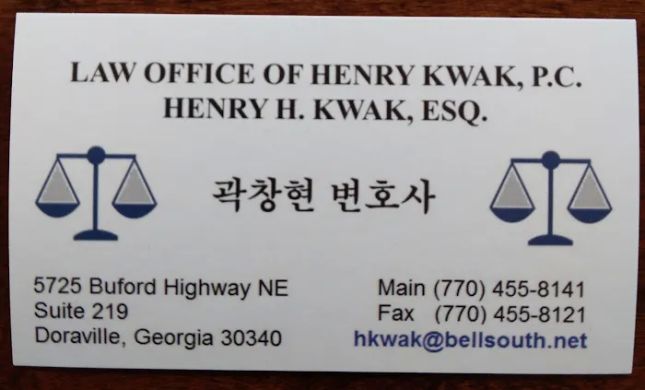 LAW OFFICE OF HENRY KWAK, P.C.
HENRY H. KWAK, ESQ.
곽창현 변호사
5725 Buford Highway NE
Suite 219
Doraville, Georgia 30340
Main (770) 455-8141
Fax (770) 455-8121
hkwak@bellsouth.net